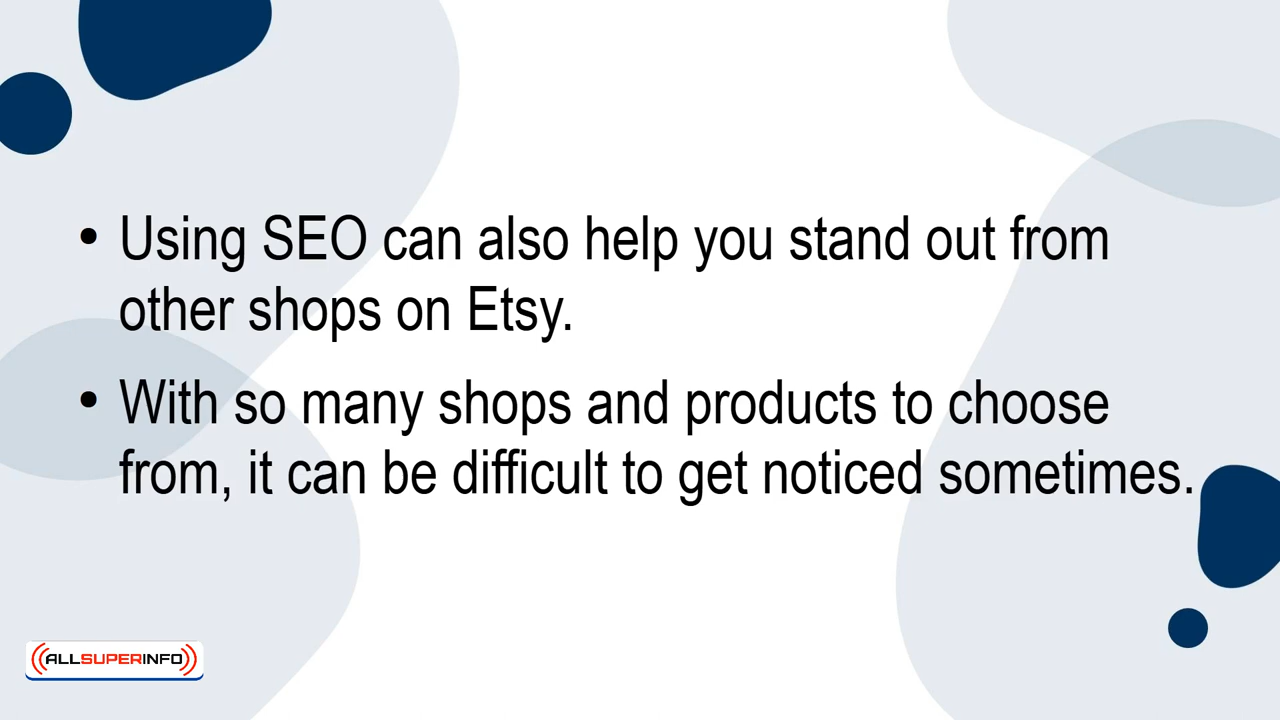 • Using SEO can also help you stand out from
other shops on Etsy.
• With so many shops and products to choose
from, it can be difficult to get noticed sometimes.
ALLSUPERINFO